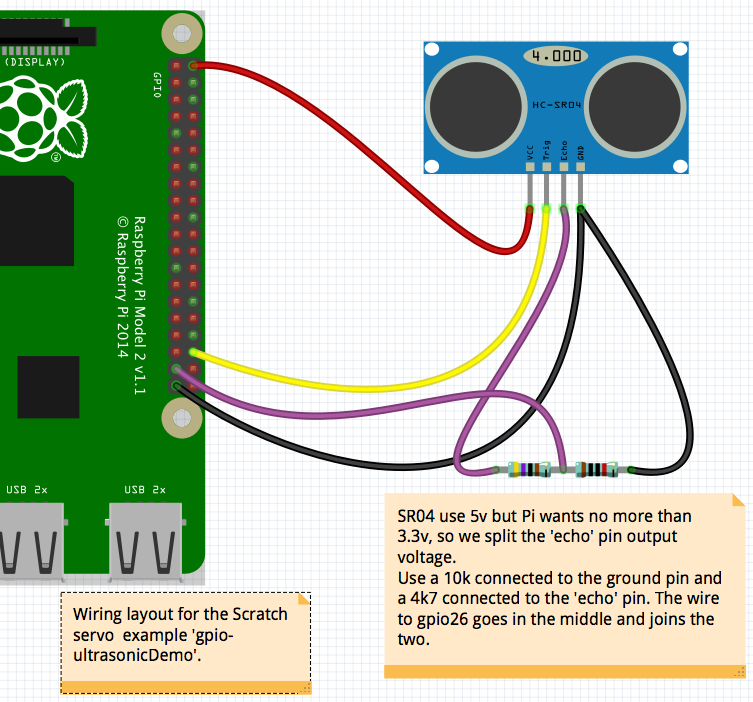 (DISPLAY)
GPIO
Raspberry Pi Model 2 v1.1
© Raspberry Pi 2014
®
USB 2x
USB 2x
4.000
HC-SR04
VCC
Trig
Echo
GND
SR04 use 5v but Pi wants no more than
3.3v, so we split the 'echo' pin output
voltage.
Use a 10k connected to the ground pin and
a 4k7 connected to the 'echo' pin. The wire
to gpio26 goes in the middle and joins the
two.
Wiring layout for the Scratch
servo example 'gpio-
ultrasonicDemo'.